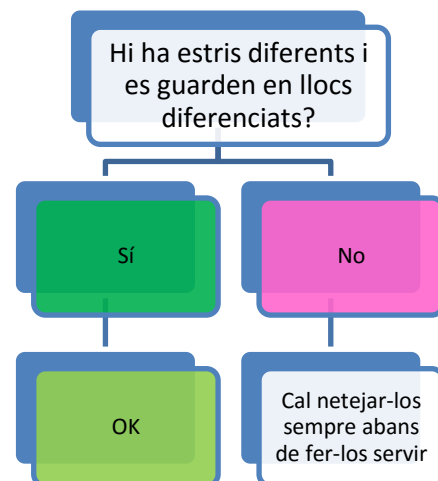 Hi ha estris diferents i
es guarden en llocs
diferenciats?
Sí
No
OK
Cal netejar-los
sempre abans
de fer-los servir